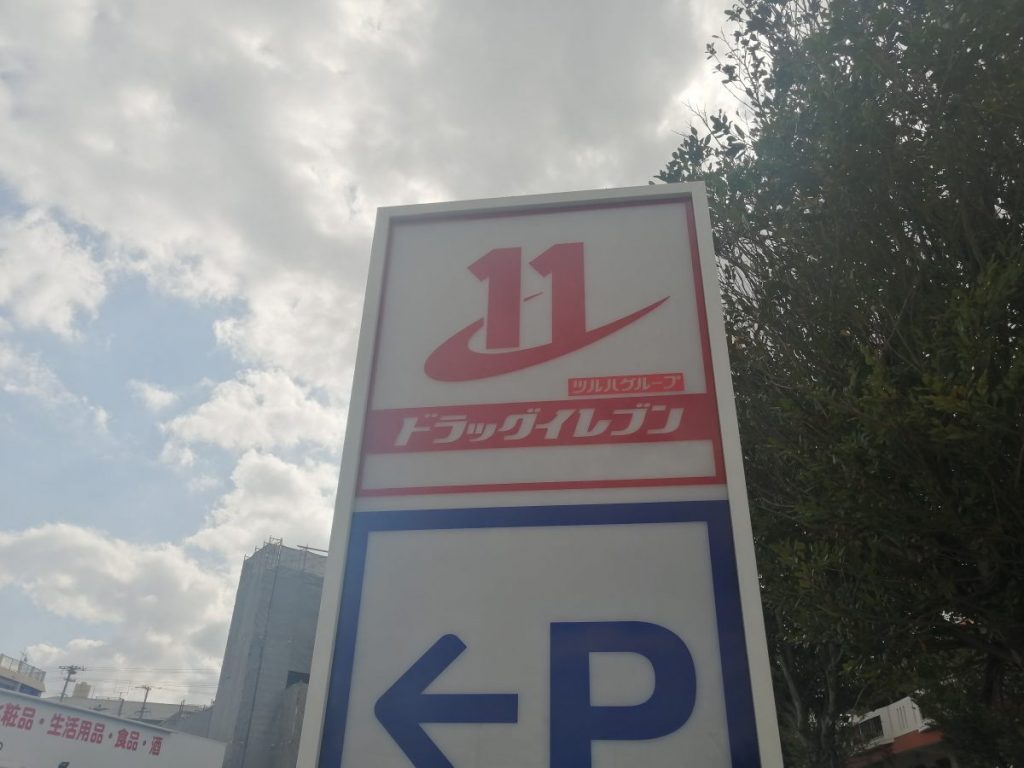 11
ツルハグループ
ドラッグイレブン
←P
粧品・生活用品・食品・酒